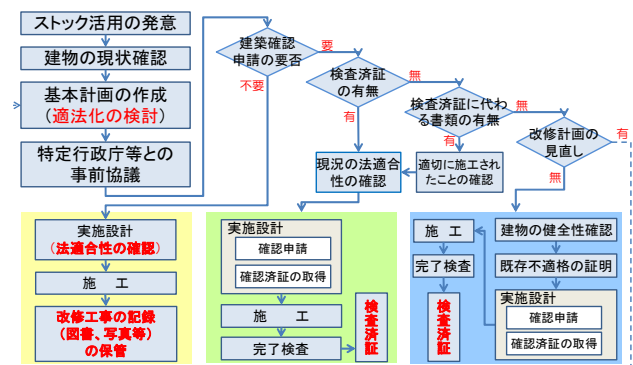 ストック活用の発意
建物の現状確認
基本計画の作成
(適法化の検討)
特定行政庁等との
事前協議
建築確認
申請の要否
要
不要
検査済証
の有無
無
有
検査済証に代わ
る書類の有無
無
有
改修計画の
見直し
有
無
現況の法適合
性の確認
適切に施工され
たことの確認
実施設計
(法適合性の確認)
施 工
改修工事の記録
(図書、写真等)
の保管
実施設計
確認申請
確認済証の取得
施 工
完了検査
検査済証
施 工
完了検査
検査済証
建物の健全性確認
既存不適格の証明
実施設計
確認申請
確認済証の取得